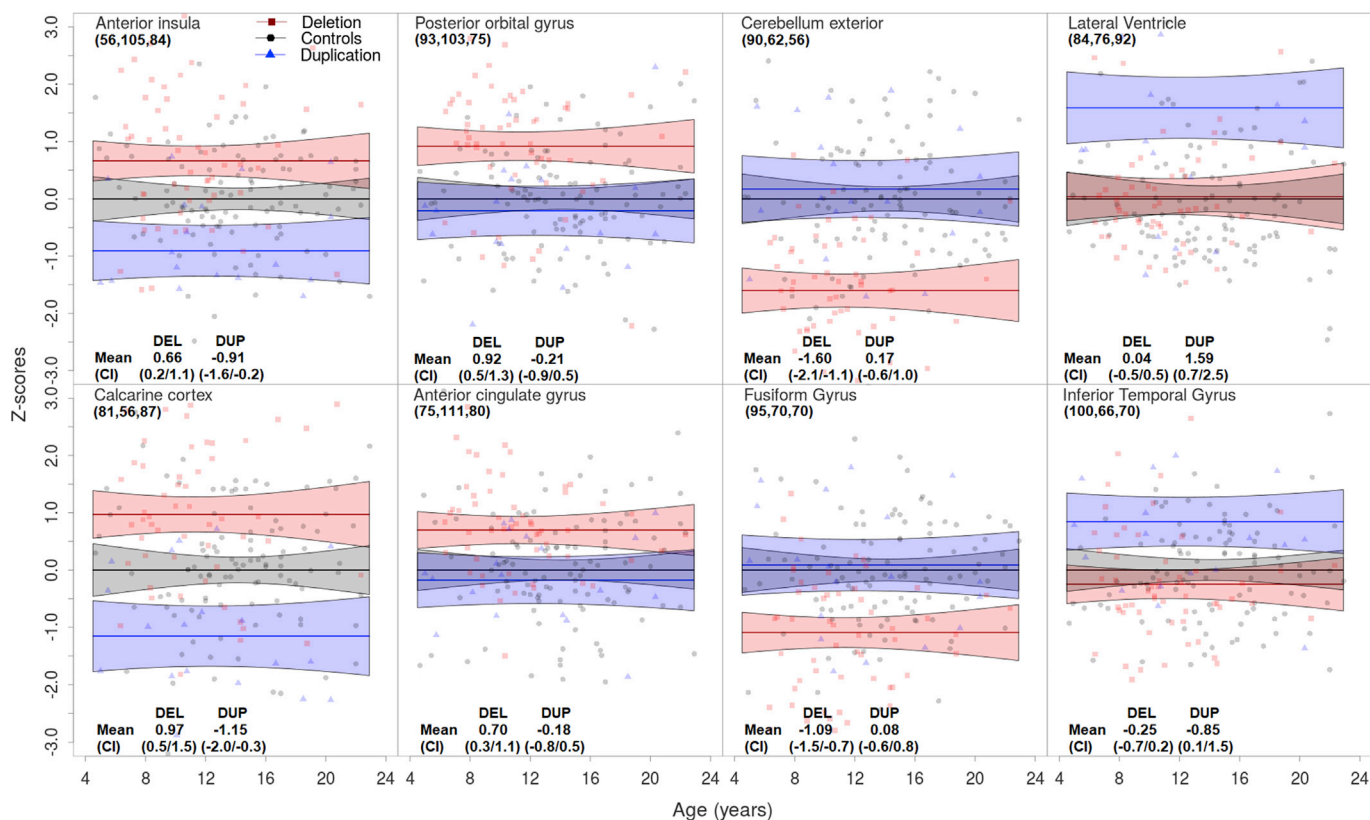 Anterior insula
(56,105,84)
Deletion
Controls
Duplication
Posterior orbital gyrus
(93,103,75)
Cerebellum exterior
(90,62,56)
Lateral Ventricle
(84,76,92)
3.0
2.0
1.0
0.0
-1.0
-2.0
-3.0
DEL DUP
Mean 0.66 -0.91
(CI) (0.2/1.1) (-1.6/-0.2)
DEL DUP
Mean 0.92 -0.21
(CI) (0.5/1.3) (-0.9/0.5)
DEL DUP
Mean -1.60 0.17
(CI) (-2.1/-1.1) (-0.6/1.0)
DEL DUP
Mean 0.04 1.59
(CI) (-0.5/0.5) (0.7/2.5)
Z-scores
Calcarine cortex
(81,56,87)
Anterior cingulate gyrus
(75,111,80)
Fusiform Gyrus
(95,70,70)
Inferior Temporal Gyrus
(100,66,70)
3.0
2.0
1.0
0.0
-1.0
-2.0
-3.0
DEL DUP
Mean 0.97 -1.15
(CI) (0.5/1.5) (-2.0/-0.3)
DEL DUP
Mean 0.70 -0.18
(CI) (0.3/1.1) (-0.8/0.5)
DEL DUP
Mean -1.09 0.08
(CI) (-1.5/-0.7) (-0.6/0.8)
DEL DUP
Mean -0.25 -0.85
(CI) (-0.7/0.2) (0.1/1.5)
4 8 12 16 20 24 8 12 16 20 24 8 12 16 20 24 8 12 16 20 24
Age (years)